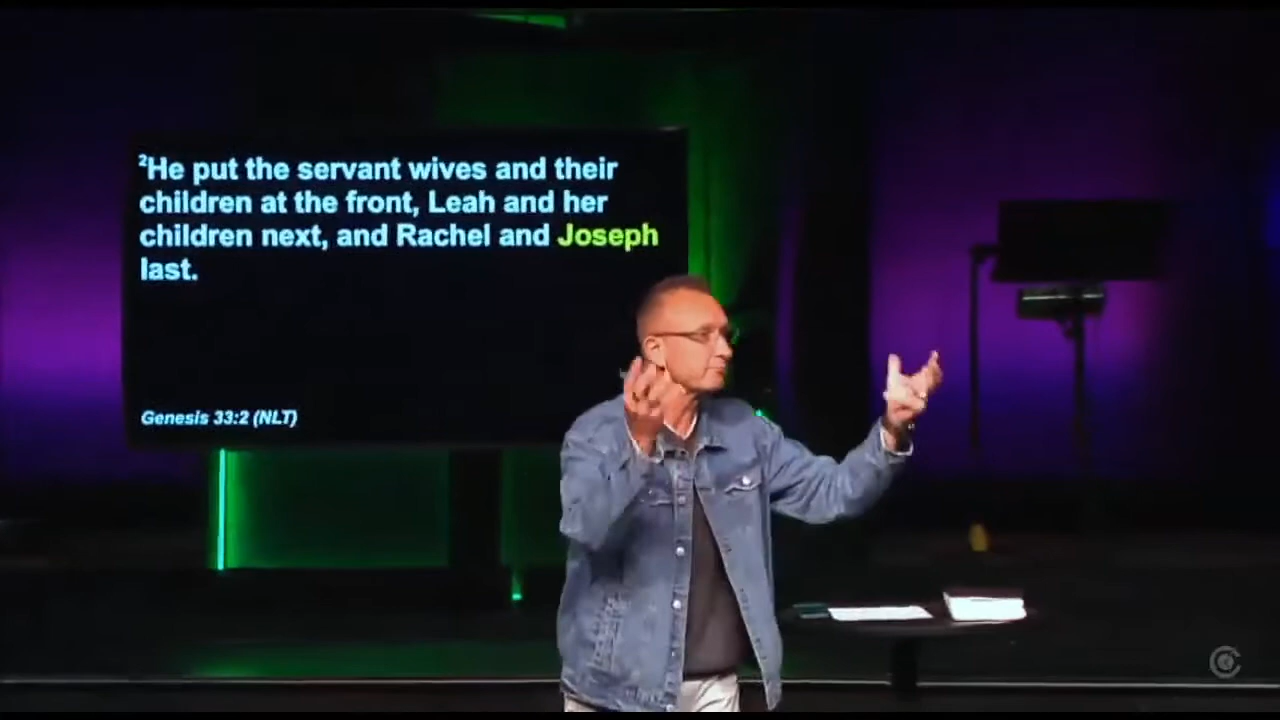 ²He put the servant wives and their
children at the front, Leah and her
children next, and Rachel and Joseph
last.
Genesis 33:2 (NLT)